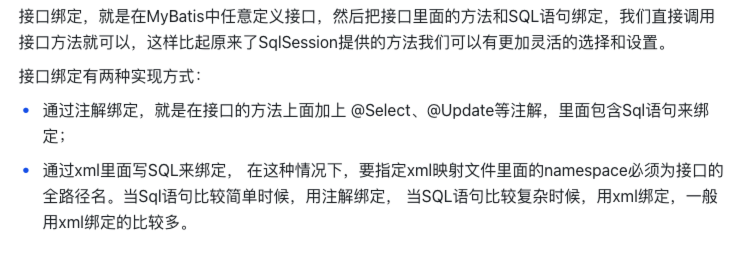 接口绑定，就是在MyBatis中任意定义接口，然后把接口里面的方法和SQL语句绑定，我们直接调用
接口方法就可以，这样比起原来了SqlSession提供的方法我们可以有更加灵活的选择和设置。
接口绑定有两种实现方式：
• 通过注解绑定，就是在接口的方法上面加上 @Select、@Update等注解，里面包含Sql语句来绑
定；
• 通过xml里面写SQL来绑定， 在这种情况下，要指定xml映射文件里面的namespace必须为接口的
全路径名。当Sql语句比较简单时候，用注解绑定， 当SQL语句比较复杂时候，用xml绑定，一般
用xml绑定的比较多。